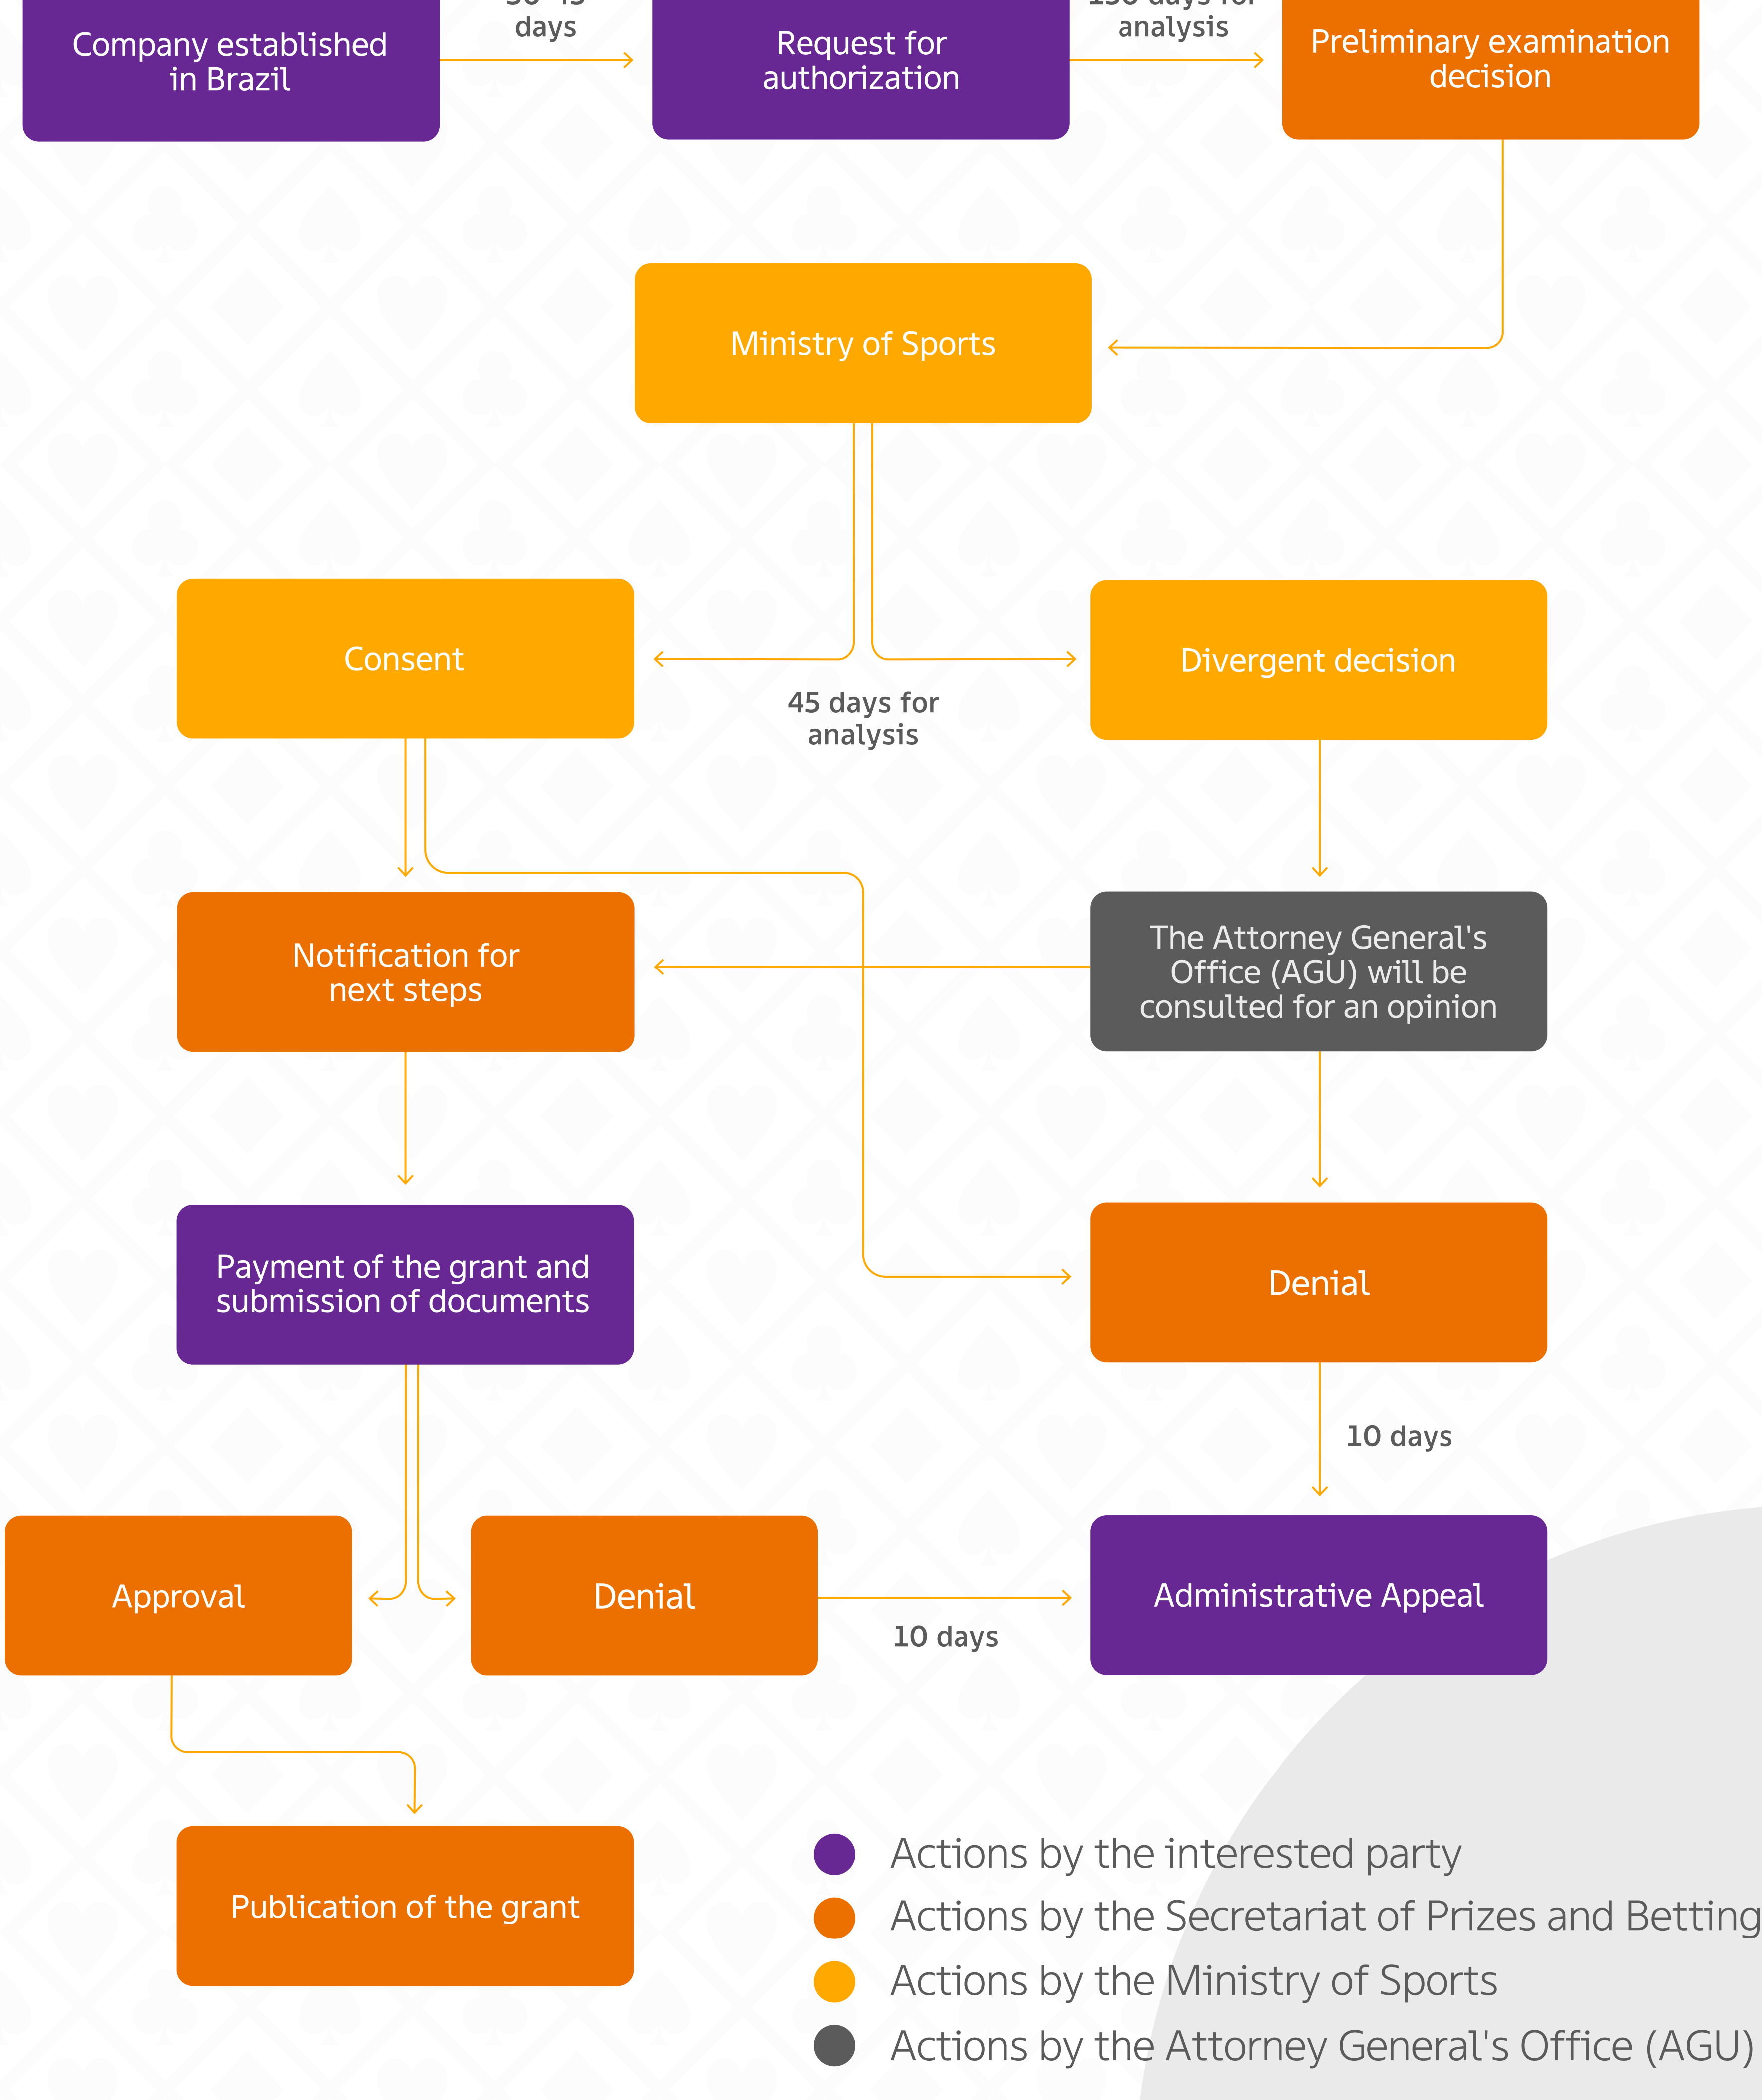 days
analysis
Company established
in Brazil
Request for
authorization
Preliminary examination
decision
Ministry of Sports
Consent
Divergent decision
45 days for
analysis
Notification for
next steps
The Attorney General's
Office (AGU) will be
consulted for an opinion
Payment of the grant and
submission of documents
Denial
10 days
Approval
Denial
10 days
Administrative Appeal
Publication of the grant
Actions by the interested party
Actions by the Secretariat of Prizes and Betting
Actions by the Ministry of Sports
Actions by the Attorney General's Office (AGU)